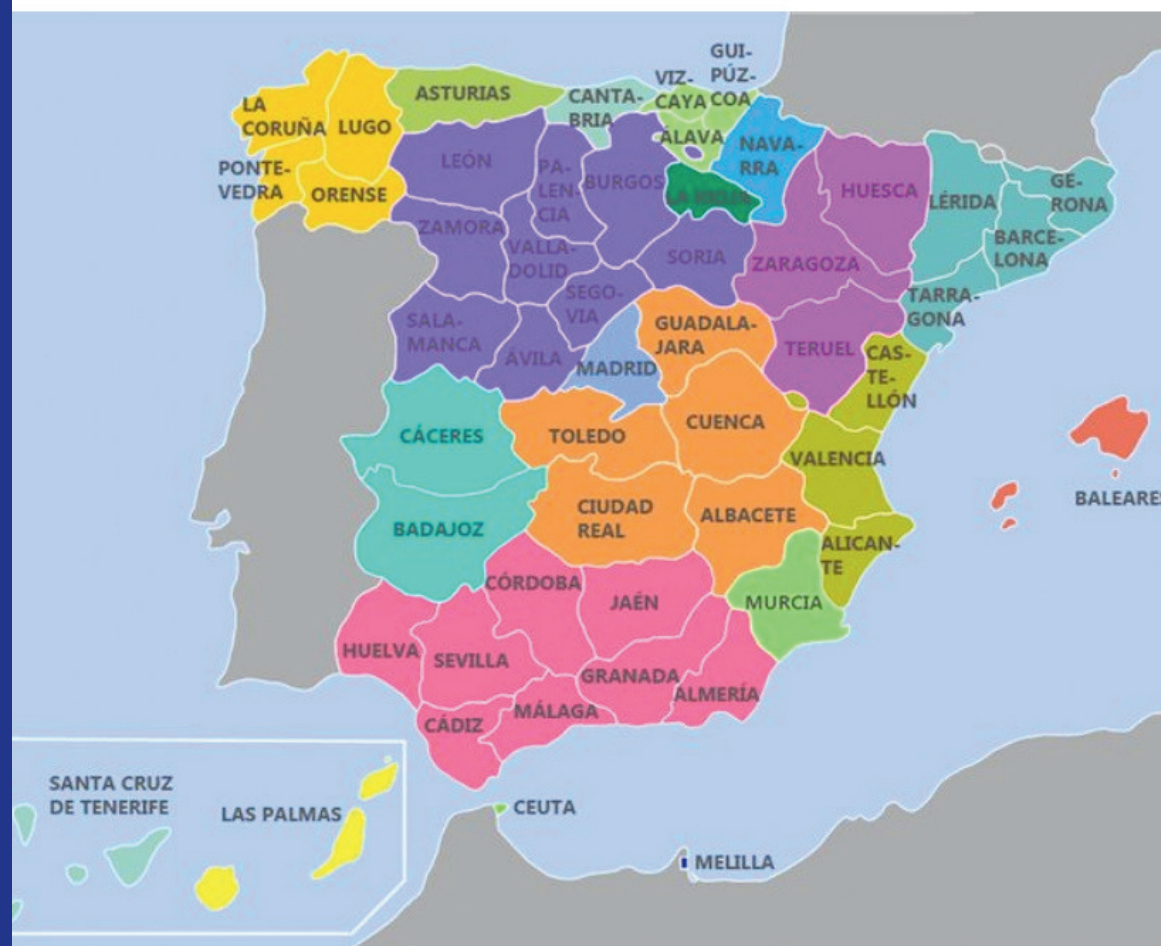 GUI-
PÚZ-
COA
VIZ-
CAYA
ASTURIAS
CANTA-
BRIA
LA
CORUÑA
LUGO
ÁLAVA
NAVA-
RRA
PONTE-
VEDRA
ORENSE
LEÓN
PA-
LEN-
CIA
BURGOS
HUESCA
LÉRIDA
GE-
RONA
LA
ZAMORA
VALLA-
DOLID
SORIA
ZARAGOZA
BARCE-
LONA
SEGO-
VIA
TARRA-
GONA
SALA-
MANCA
ÁVILA
MADRID
GUADALA-
JARA
TERUEL
CAS-
TE-
LLÓN
CÁCERES
TOLEDO
CUENCA
VALENCIA
BALEARES
BADAJOZ
CIUDAD
REAL
ALBACETE
ALICAN-
TE
CÓRDOBA
JAÉN
MURCIA
HUELVA
SEVILLA
GRANADA
ALMERÍA
CÁDIZ
MÁLAGA
SANTA CRUZ
DE TENERIFE
LAS PALMAS
CEUTA
MELILLA